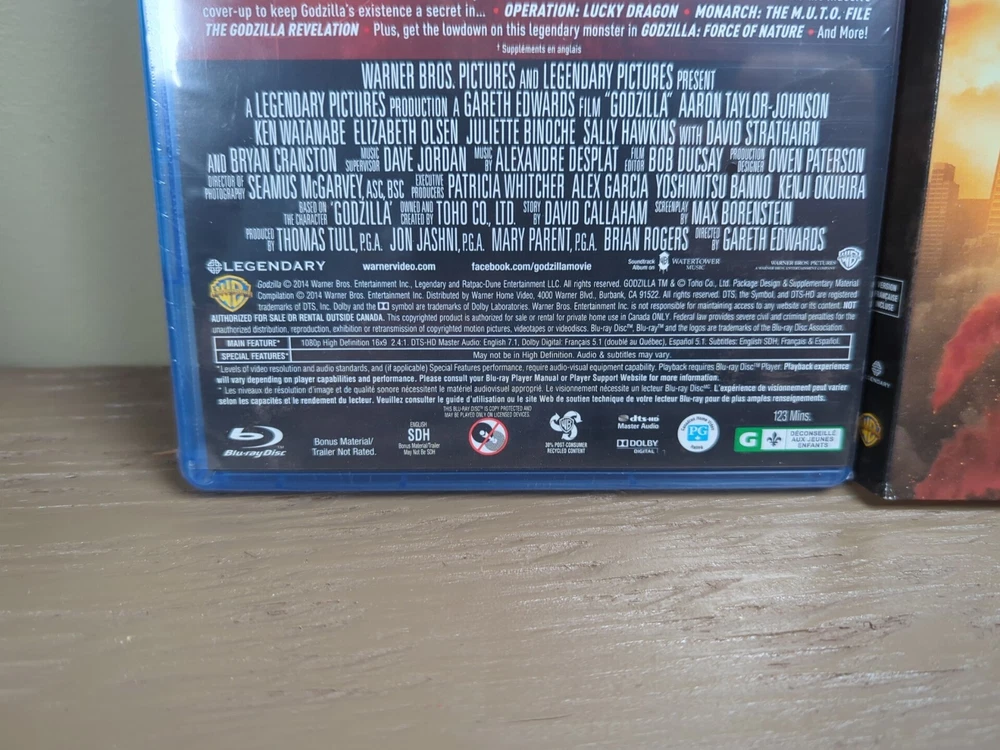 cover-up to keep Godzilla's existence a secret in... • OPERATION: LUCKY DRAGON • MONARCH: THE M.U.T.O. FILE
THE GODZILLA REVELATION • Plus, get the lowdown on this legendary monster in GODZILLA: FORCE OF NATURE • And More!
† Suppléments en anglais
WARNER BROS. PICTURES AND LEGENDARY PICTURES PRESENT
A LEGENDARY PICTURES PRODUCTION A GARETH EDWARDS FILM "GODZILLA" AARON TAYLOR-JOHNSON
KEN WATANABE ELIZABETH OLSEN JULIETTE BINOCHE SALLY HAWKINS WITH DAVID STRATHAIRN
AND BRYAN CRANSTON MUSIC SUPERVISOR DAVE JORDAN MUSIC BY ALEXANDRE DESPLAT FILM EDITOR BOB DUCSAY PRODUCTION DESIGNER OWEN PATERSON
DIRECTOR OF PHOTOGRAPHY SEAMUS McGARVEY, ASC, BSC EXECUTIVE PRODUCERS PATRICIA WHITCHER ALEX GARCIA YOSHIMITSU BANNO KENJI OKUHIRA
BASED ON THE CHARACTER 'GODZILLA' OWNED AND CREATED BY TOHO CO., LTD. STORY BY DAVID CALLAHAM SCREENPLAY BY MAX BORENSTEIN
PRODUCED BY THOMAS TULL, P.G.A. JON JASHNI, P.G.A. MARY PARENT, P.G.A. BRIAN ROGERS DIRECTED BY GARETH EDWARDS
LEGENDARY warnervideo.com facebook.com/godzillamovie Soundtrack Album on WATERTOWER MUSIC WARNER BROS. PICTURES
Godzilla © 2014 Warner Bros. Entertainment Inc., Legendary and Ratpac-Dune Entertainment LLC. All rights reserved. GODZILLA TM & © Toho Co., Ltd. Package Design & Supplementary Material
Compilation © 2014 Warner Bros. Entertainment Inc. Distributed by Warner Home Video, 4000 Warner Blvd., Burbank, CA 91522. All rights reserved. DTS, the Symbol, and DTS-HD are registered
trademarks of DTS, Inc. Dolby and the symbol are trademarks of Dolby Laboratories. Warner Bros. Entertainment Inc. is not responsible for maintaining access to any website or its content. NOT
AUTHORIZED FOR SALE OR RENTAL OUTSIDE CANADA. This copyrighted product is authorized for sale or rental for private home use in Canada ONLY. Federal law provides severe civil and criminal penalties for the
unauthorized distribution, reproduction, exhibition or retransmission of copyrighted motion pictures, videotapes or videodiscs. Blu-ray Disc™, Blu-ray™ and the logos are trademarks of the Blu-ray Disc Association.
MAIN FEATURE* 1080p High Definition 16x9 2.4:1. DTS-HD Master Audio: English 7.1, Dolby Digital: Français 5.1 (doublé au Québec), Español 5.1. Subtitles: English SDH, Français & Español.
SPECIAL FEATURES* May not be in High Definition. Audio & subtitles may vary.
*Levels of video resolution and audio standards, and (if applicable) Special Features performance, require audio-visual equipment capability. Playback requires Blu-ray Disc™ Player. Playback experience
will vary depending on player capabilities and performance. Please consult your Blu-ray Player Manual or Player Support Website for more information.
* Les niveaux de résolution d'image et de qualité sonore nécessitent le matériel audiovisuel approprié. Le visionnement nécessite un lecteur Blu-ray Disc™. L'expérience de visionnement peut varier
selon les capacités et le rendement du lecteur. Veuillez consulter le guide d'utilisation ou le site Web de soutien technique de votre lecteur Blu-ray pour de plus amples renseignements.
THIS BLU-RAY DISC™ IS COPY PROTECTED AND
MAY BE PLAYED ONLY ON LICENSED DEVICES.
Blu-ray Disc
Bonus Material/
Trailer Not Rated.
ENGLISH
SDH
Bonus Material/Trailer
May Not Be SDH
30% POST-CONSUMER
RECYCLED CONTENT
dts-HD
Master Audio
DOLBY
DIGITAL
PG
123 Mins.
G
DÉCONSEILLÉ
AUX JEUNES
ENFANTS